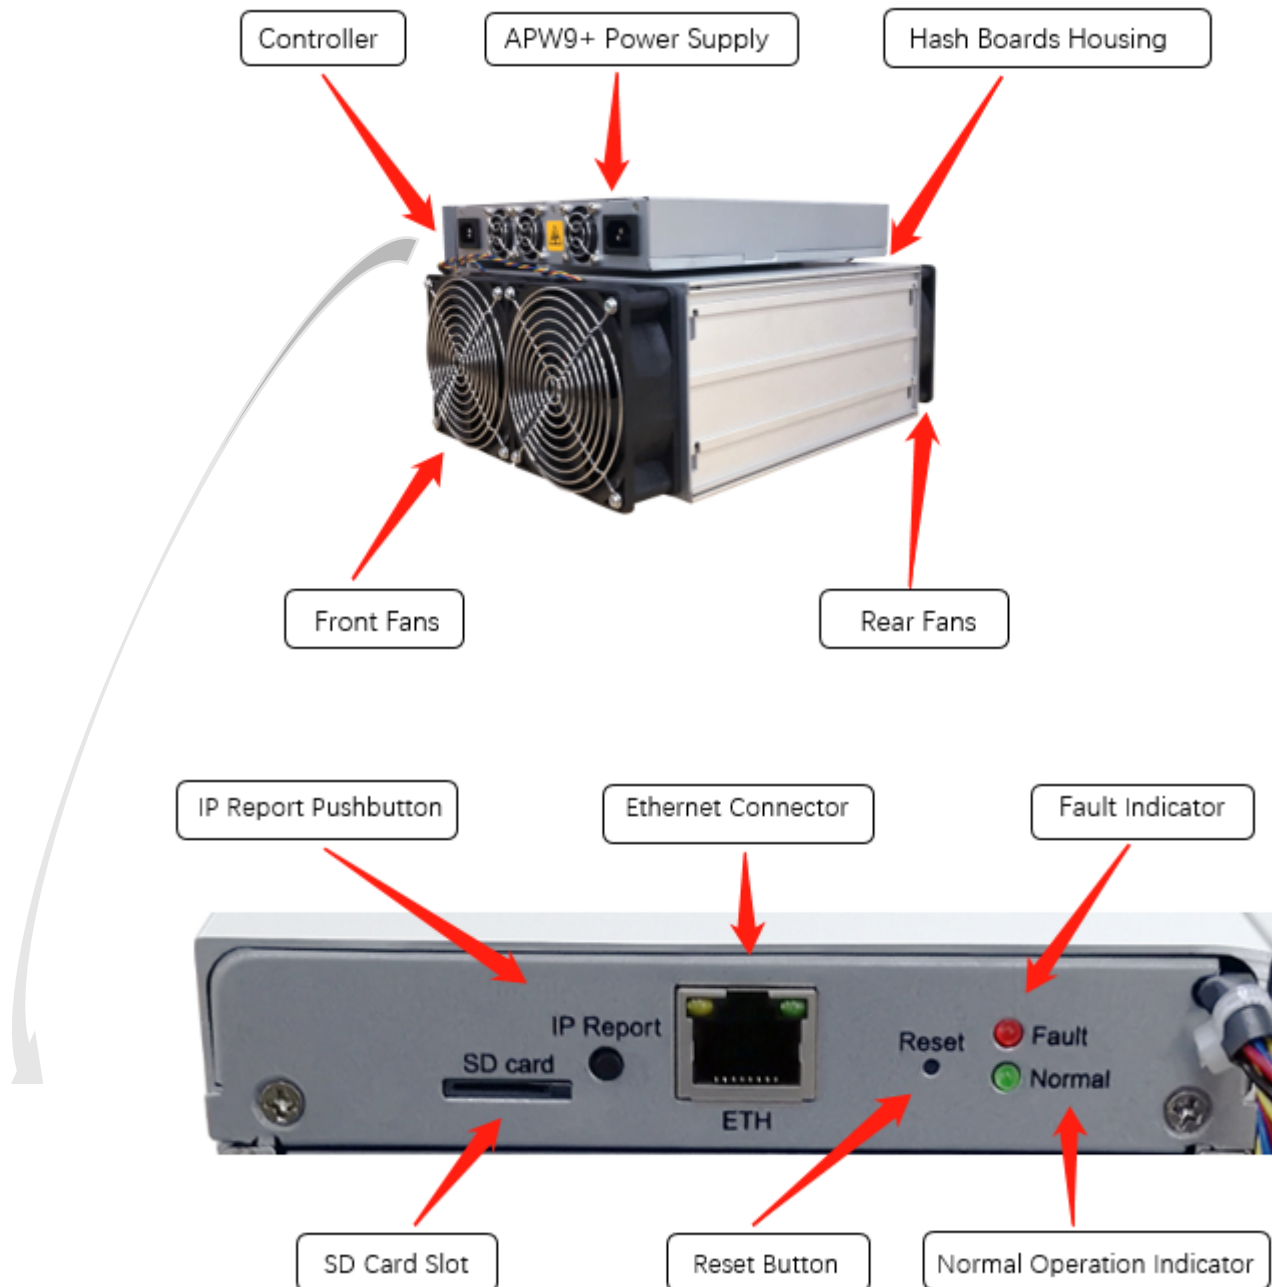 Controller
APW9+ Power Supply
Hash Boards Housing
Front Fans
Rear Fans
IP Report Pushbutton
Ethernet Connector
Fault Indicator
IP Report
SD card
ETH
Reset
Fault
Normal
SD Card Slot
Reset Button
Normal Operation Indicator